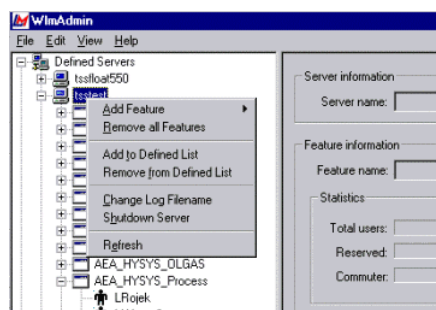 WlmAdmin
File Edit View Help
Defined Servers
tssfloat550
tsstest
Add Feature
Remove all Features
Add to Defined List
Remove from Defined List
Change Log Filename
Shutdown Server
Refresh
AEA_HYSYS_OLGAS
AEA_HYSYS_Process
LRojek
Server information
Server name:
Feature information
Feature name:
Statistics
Total users:
Reserved:
Commuter: